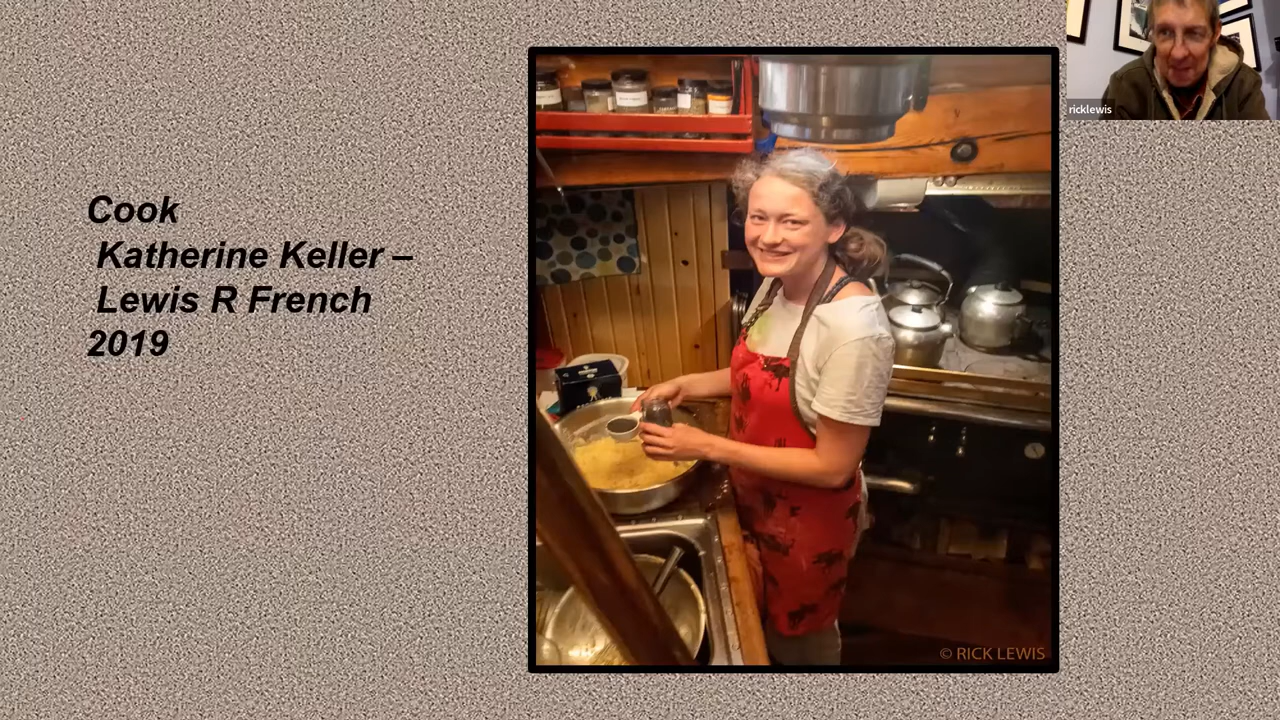 Cook
Katherine Keller –
Lewis R French
2019
ricklewis
© RICK LEWIS